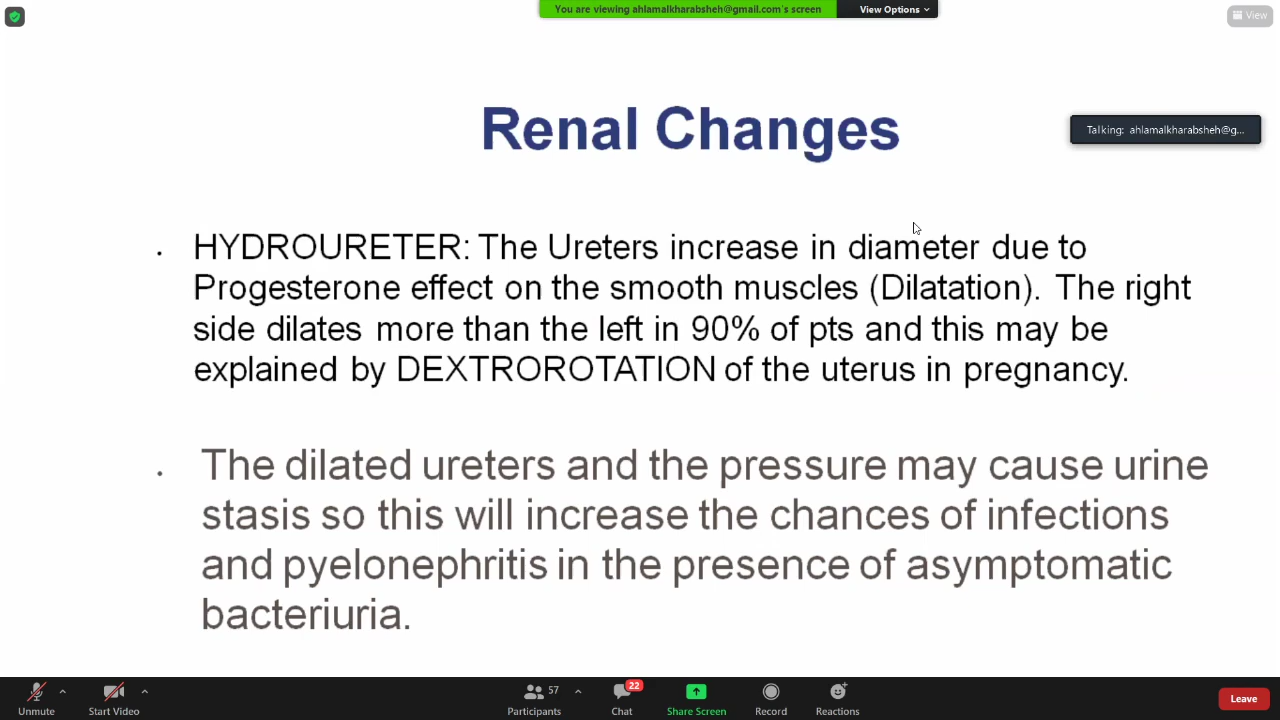 You are viewing ahlamalkharabsheh@gmail.com's screen
View Options
View
Renal Changes
Talking: ahlamalkharabsheh@g...
• HYDROURETER: The Ureters increase in diameter due to
Progesterone effect on the smooth muscles (Dilatation). The right
side dilates more than the left in 90% of pts and this may be
explained by DEXTROROTATION of the uterus in pregnancy.
• The dilated ureters and the pressure may cause urine
stasis so this will increase the chances of infections
and pyelonephritis in the presence of asymptomatic
bacteriuria.
Unmute
Start Video
57
Participants
22
Chat
Share Screen
Record
Reactions
Leave